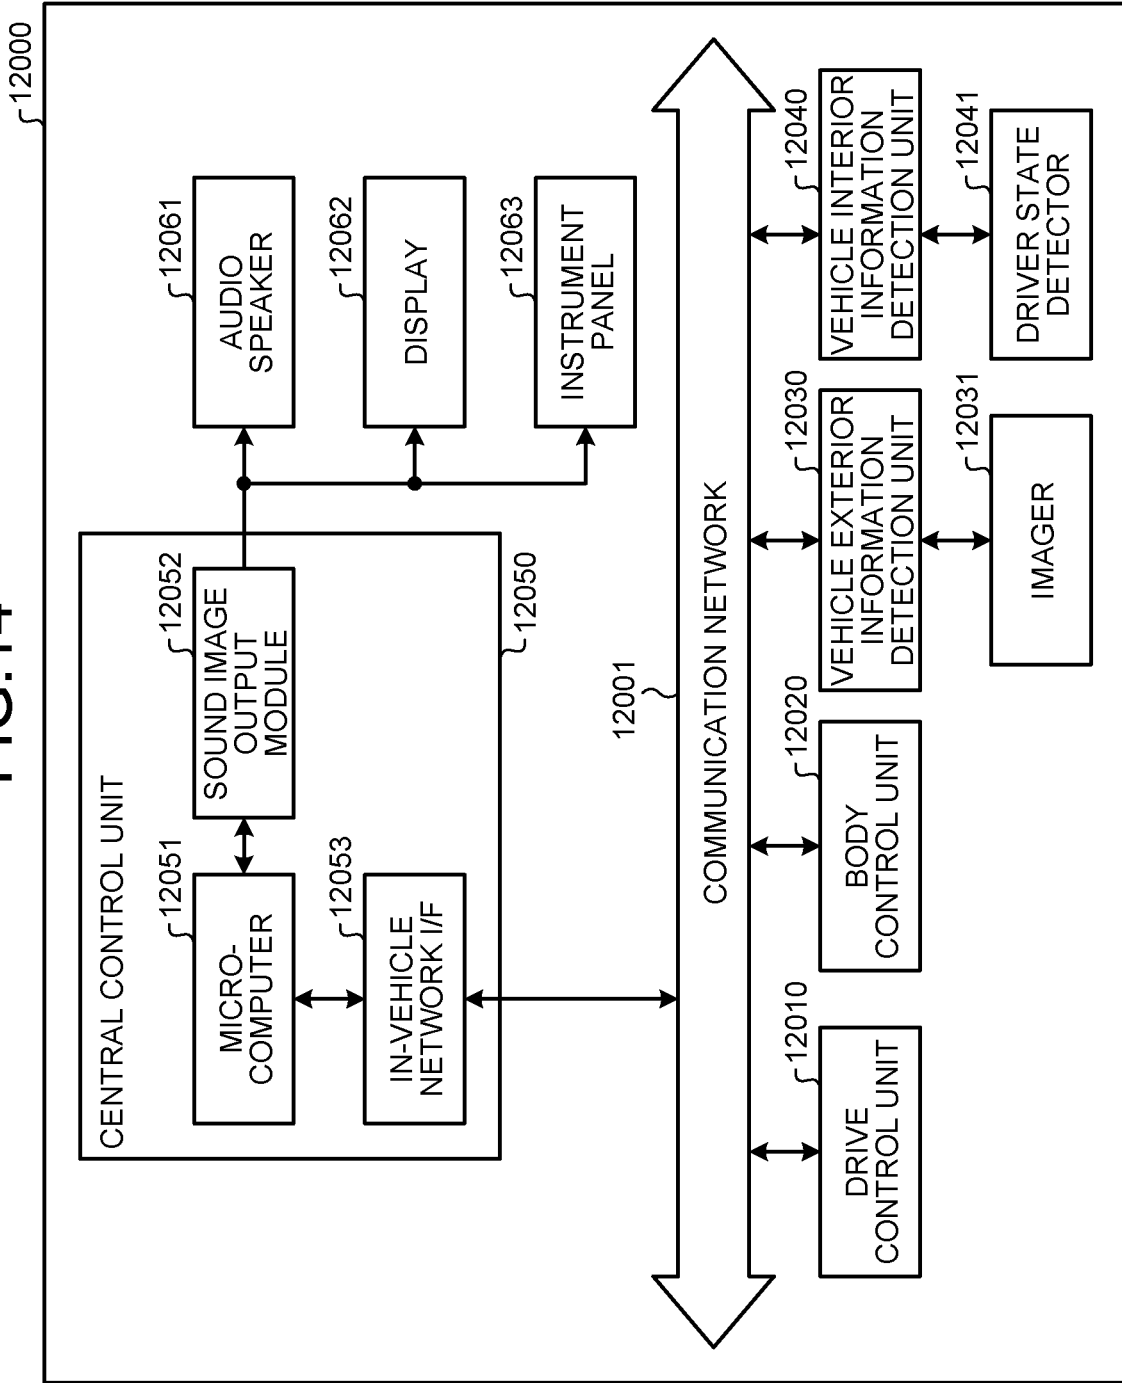 FIG.14
12000
CENTRAL CONTROL UNIT
12051
MICRO-
COMPUTER
12052
SOUND IMAGE
OUTPUT
MODULE
12061
AUDIO
SPEAKER
12053
IN-VEHICLE
NETWORK I/F
12062
DISPLAY
12050
12063
INSTRUMENT
PANEL
12001
COMMUNICATION NETWORK
12010
DRIVE
CONTROL UNIT
12020
BODY
CONTROL UNIT
12030
VEHICLE EXTERIOR
INFORMATION
DETECTION UNIT
12040
VEHICLE INTERIOR
INFORMATION
DETECTION UNIT
12031
IMAGER
12041
DRIVER STATE
DETECTOR